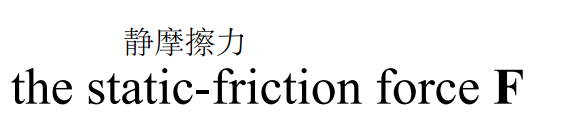 静摩擦力
the static-friction force F